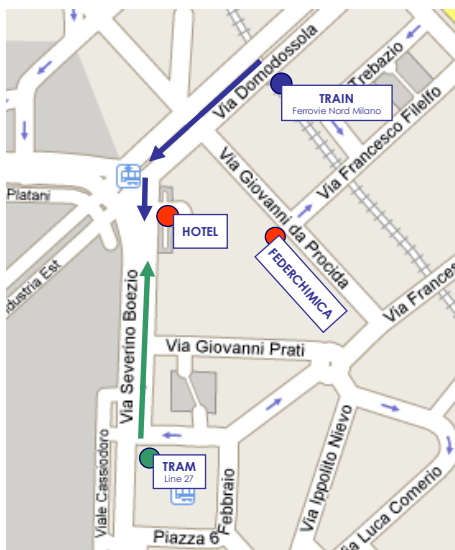 Via Domodossola
Trebazio
TRAIN
Ferrovie Nord Milano
Via Francesco Filelfo
Via Giovanni da Procida
Platani
HOTEL
FEDERCHIMICA
Industria Est
Via Severino Boezio
Via Frances
Via Giovanni Prati
Viale Cassiodoro
TRAM
Line 27
Febbraio
Piazza 6
Via Ippolito Nievo
Via Luca Comerio